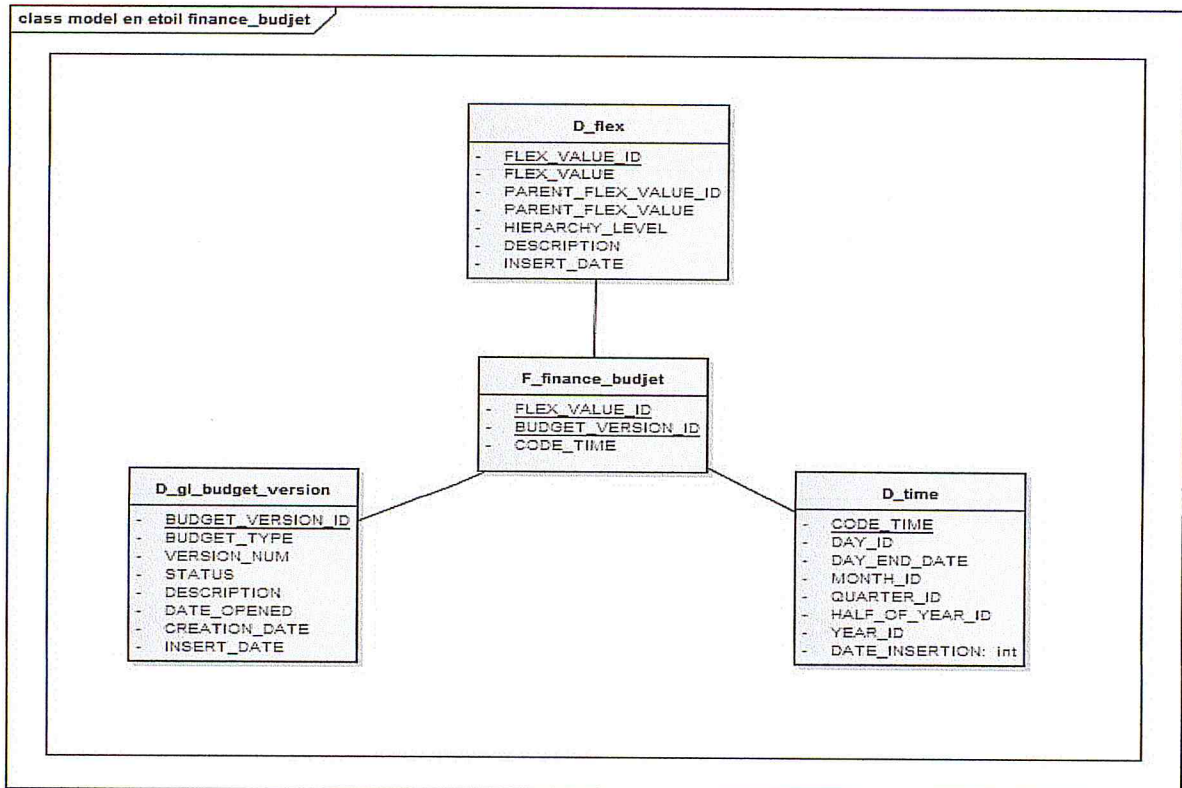 class model en etoil finance_budjet
D_flex
- FLEX_VALUE_ID
- FLEX_VALUE
- PARENT_FLEX_VALUE_ID
- PARENT_FLEX_VALUE
- HIERARCHY_LEVEL
- DESCRIPTION
- INSERT_DATE
F_finance_budjet
- FLEX_VALUE_ID
- BUDGET_VERSION_ID
- CODE_TIME
D_gl_budget_version
- BUDGET_VERSION_ID
- BUDGET_TYPE
- VERSION_NUM
- STATUS
- DESCRIPTION
- DATE_OPENED
- CREATION_DATE
- INSERT_DATE
D_time
- CODE_TIME
- DAY_ID
- DAY_END_DATE
- MONTH_ID
- QUARTER_ID
- HALF_OF_YEAR_ID
- YEAR_ID
- DATE_INSERTION: int